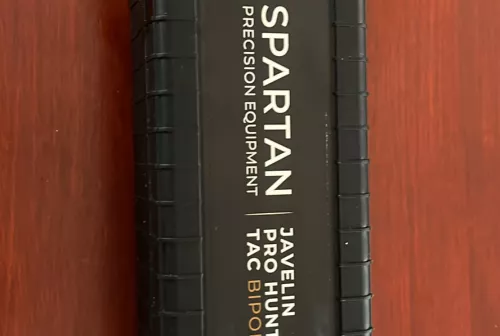 SPARTAN
PRECISION EQUIPMENT
JAVELIN
PRO HUNT
TAC BIPO